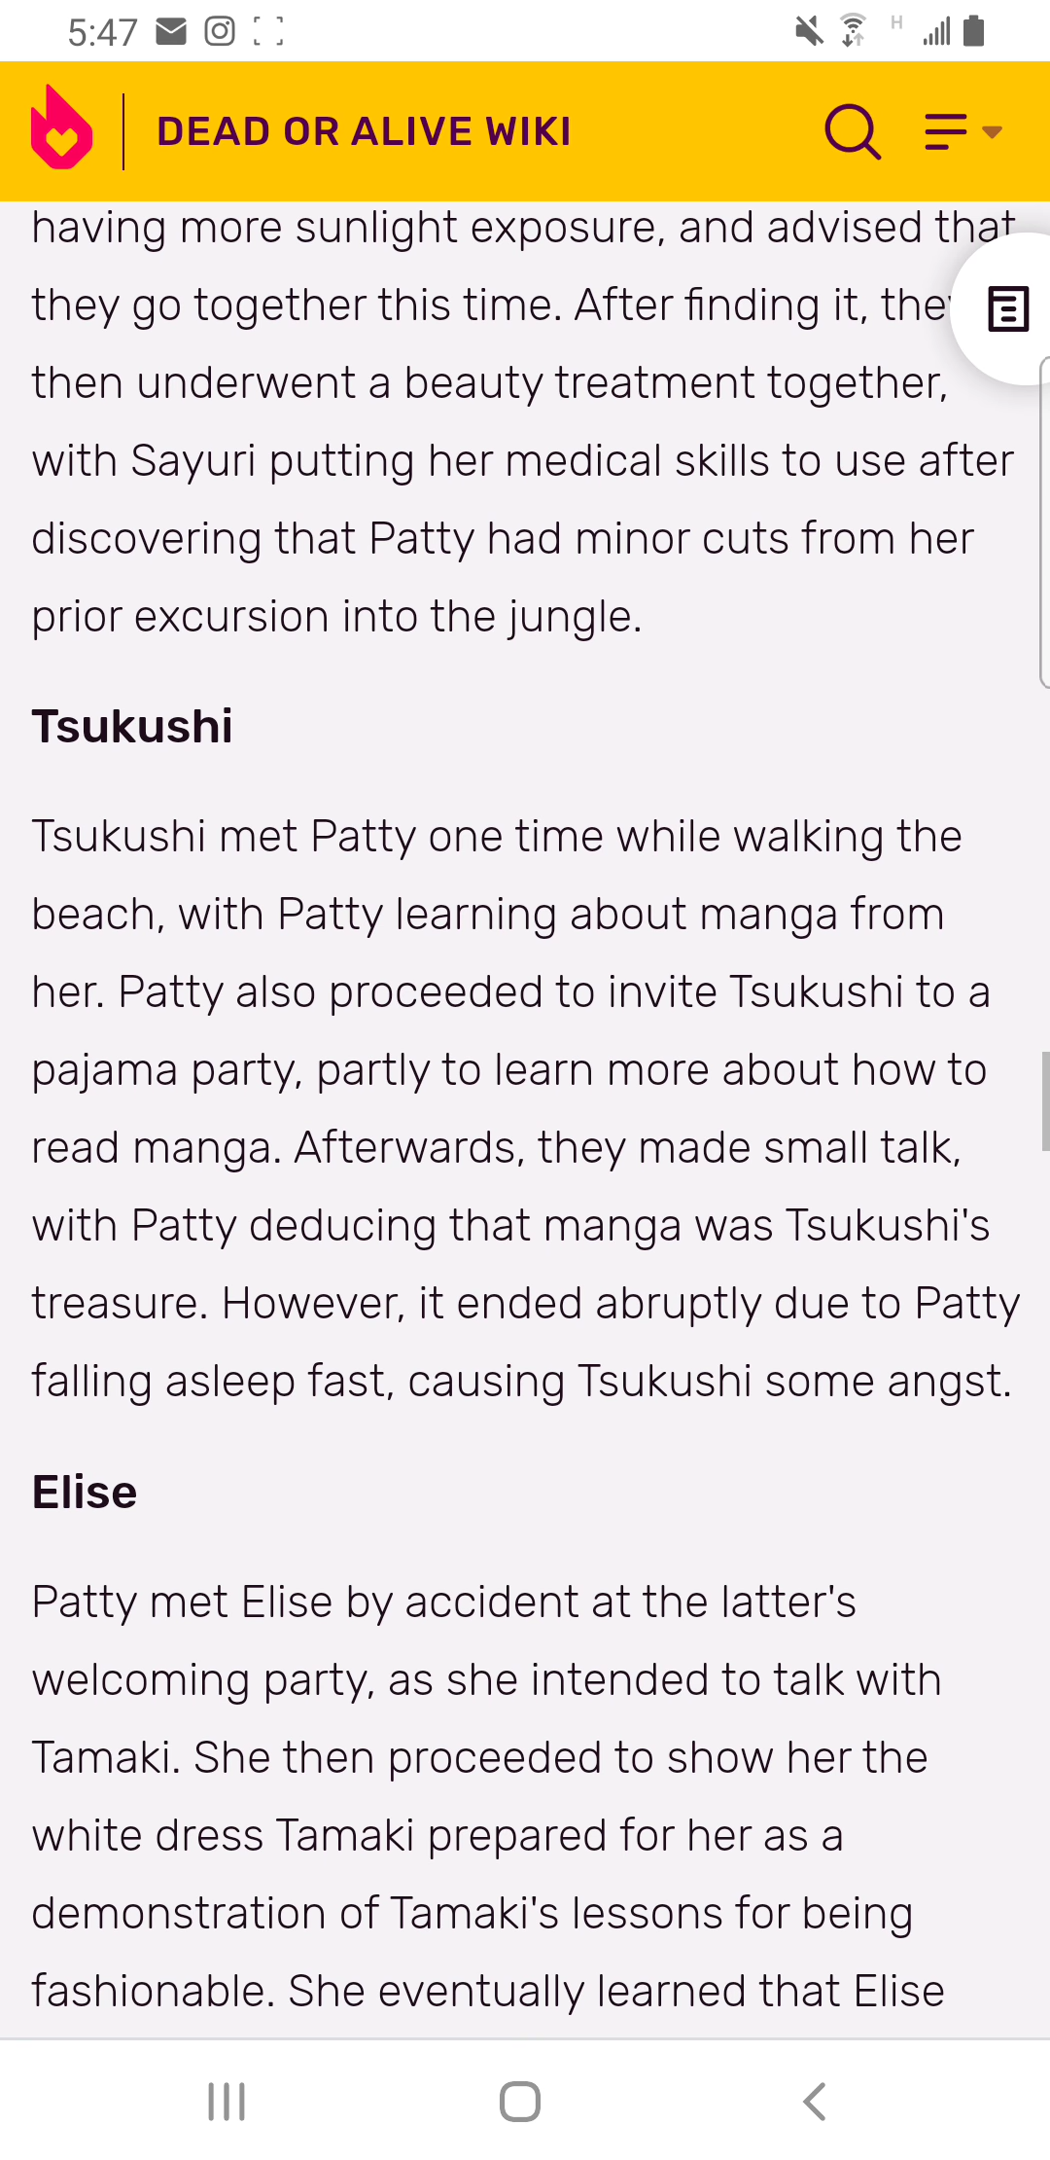 5:47
H
DEAD OR ALIVE WIKI
having more sunlight exposure, and advised that
they go together this time. After finding it,
then underwent a beauty treatment together,
with Sayuri putting her medical skills to use after
discovering that Patty had minor cuts from her
prior excursion into the jungle.
Tsukushi
Tsukushi met Patty one time while walking the
beach, with Patty learning about manga from
her. Patty also proceeded to invite Tsukushi to a
pajama party, partly to learn more about how to
read manga. Afterwards, they made small talk,
with Patty deducing that manga was Tsukushi's
treasure. However, it ended abruptly due to Patty
falling asleep fast, causing Tsukushi some angst.
Elise
Patty met Elise by accident at the latter's
welcoming party, as she intended to talk with
Tamaki. She then proceeded to show her the
white dress Tamaki prepared for her as a
demonstration of Tamaki's lessons for being
fashionable. She eventually learned that Elise